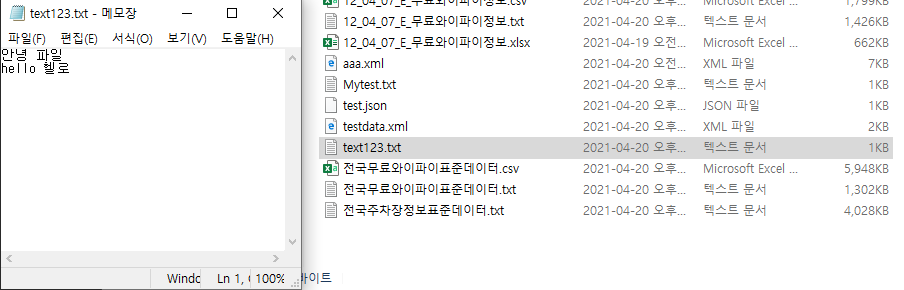 text123.txt - 메모장
파일(F) 편집(E) 서식(O) 보기(V) 도움말(H)
안녕 파일
hello 헬로
Ln 1, 100%
12_04_07_E_무료와이파이정보.csv Microsoft Excel ... 1,799KB
12_04_07_E_무료와이파이정보.txt 2021-04-20 오후... 텍스트 문서 1,426KB
12_04_07_E_무료와이파이정보.xlsx 2021-04-19 오전... Microsoft Excel ... 662KB
aaa.xml 2021-04-20 오전... XML 파일 7KB
Mytest.txt 2021-04-20 오후... 텍스트 문서 1KB
test.json 2021-04-20 오후... JSON 파일 1KB
testdata.xml 2021-04-20 오후... XML 파일 2KB
text123.txt 2021-04-20 오후... 텍스트 문서 1KB
전국무료와이파이표준데이터.csv 2021-04-20 오후... Microsoft Excel ... 5,948KB
전국무료와이파이표준데이터.txt 2021-04-20 오후... 텍스트 문서 1,302KB
전국주차장정보표준데이터.txt 2021-04-20 오후... 텍스트 문서 4,028KB